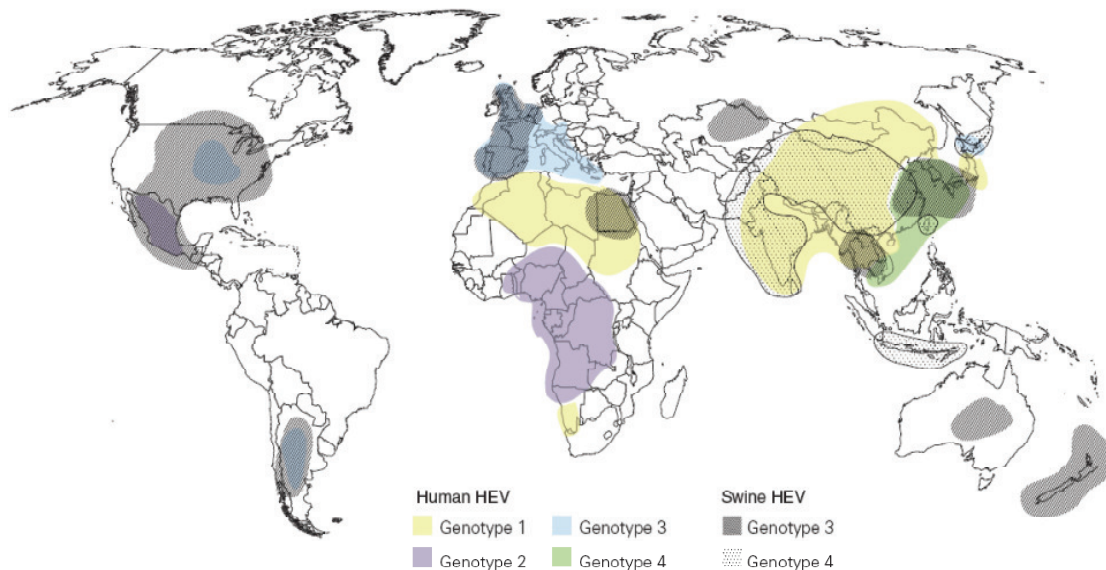 Human HEV
Swine HEV
Genotype 1
Genotype 3
Genotype 3
Genotype 2
Genotype 4
Genotype 4